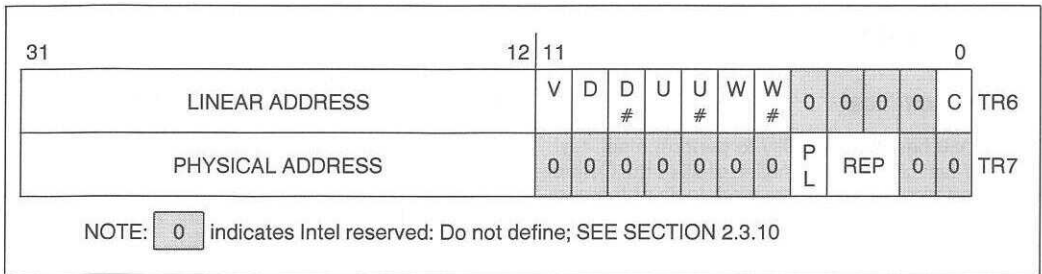 31 12 11 0
LINEAR ADDRESS V D D# U U# W W# 0 0 0 0 C TR6
PHYSICAL ADDRESS 0 0 0 0 0 0 0 PL REP 0 0 TR7
NOTE: 0 indicates Intel reserved: Do not define; SEE SECTION 2.3.10